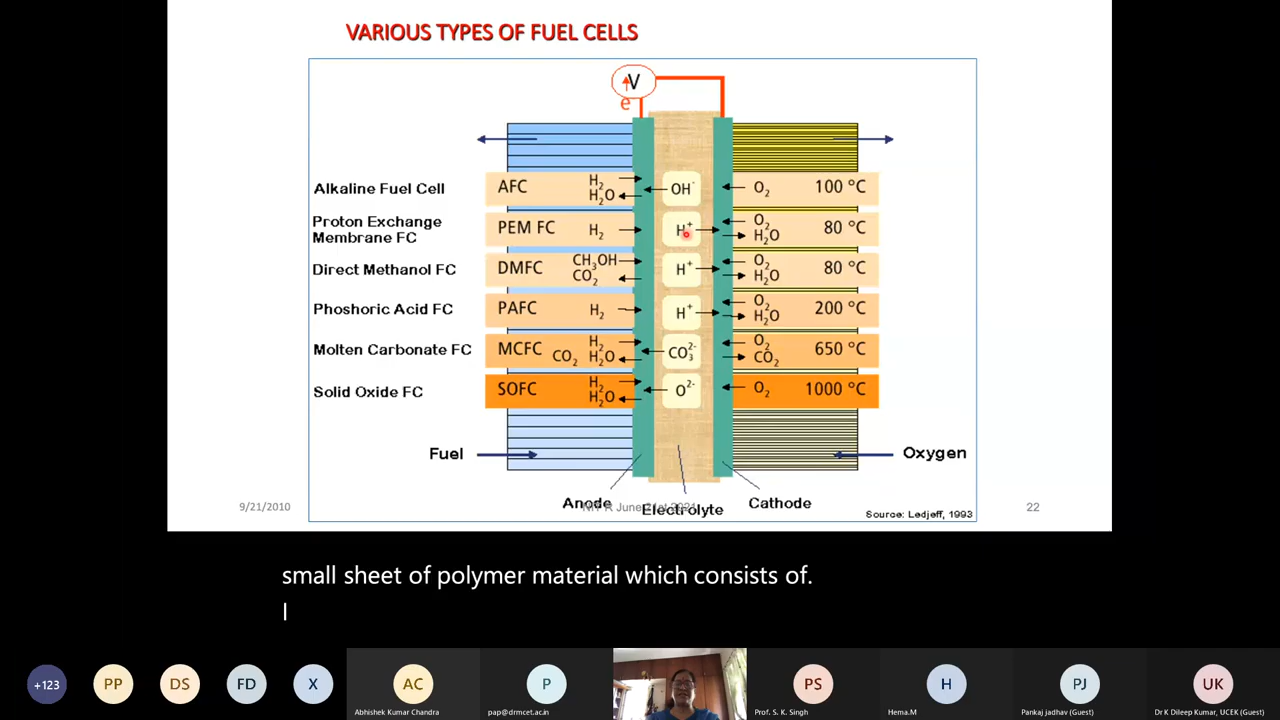 VARIOUS TYPES OF FUEL CELLS
V
e
Alkaline Fuel Cell AFC H₂ H₂O OH⁻ O₂ 100 °C
Proton Exchange
Membrane FC PEM FC H₂ H⁺ O₂ H₂O 80 °C
Direct Methanol FC DMFC CH₃OH CO₂ H⁺ O₂ H₂O 80 °C
Phoshoric Acid FC PAFC H₂ H⁺ O₂ H₂O 200 °C
Molten Carbonate FC MCFC CO₂ H₂ H₂O CO₃²⁻ O₂ CO₂ 650 °C
Solid Oxide FC SOFC H₂ H₂O O²⁻ O₂ 1000 °C
Fuel Oxygen
Anode Electrolyte Cathode
9/21/2010 June 21st 22
Source: Ledjeff, 1993
small sheet of polymer material which consists of.
I
+123 PP DS FD X AC P PS H PJ UK
Abhishek Kumar Chandra pap@drmcet.ac.in Prof. S. K. Singh Hema.M Pankaj jadhav (Guest) Dr K Dileep Kumar, UCEK (Guest)